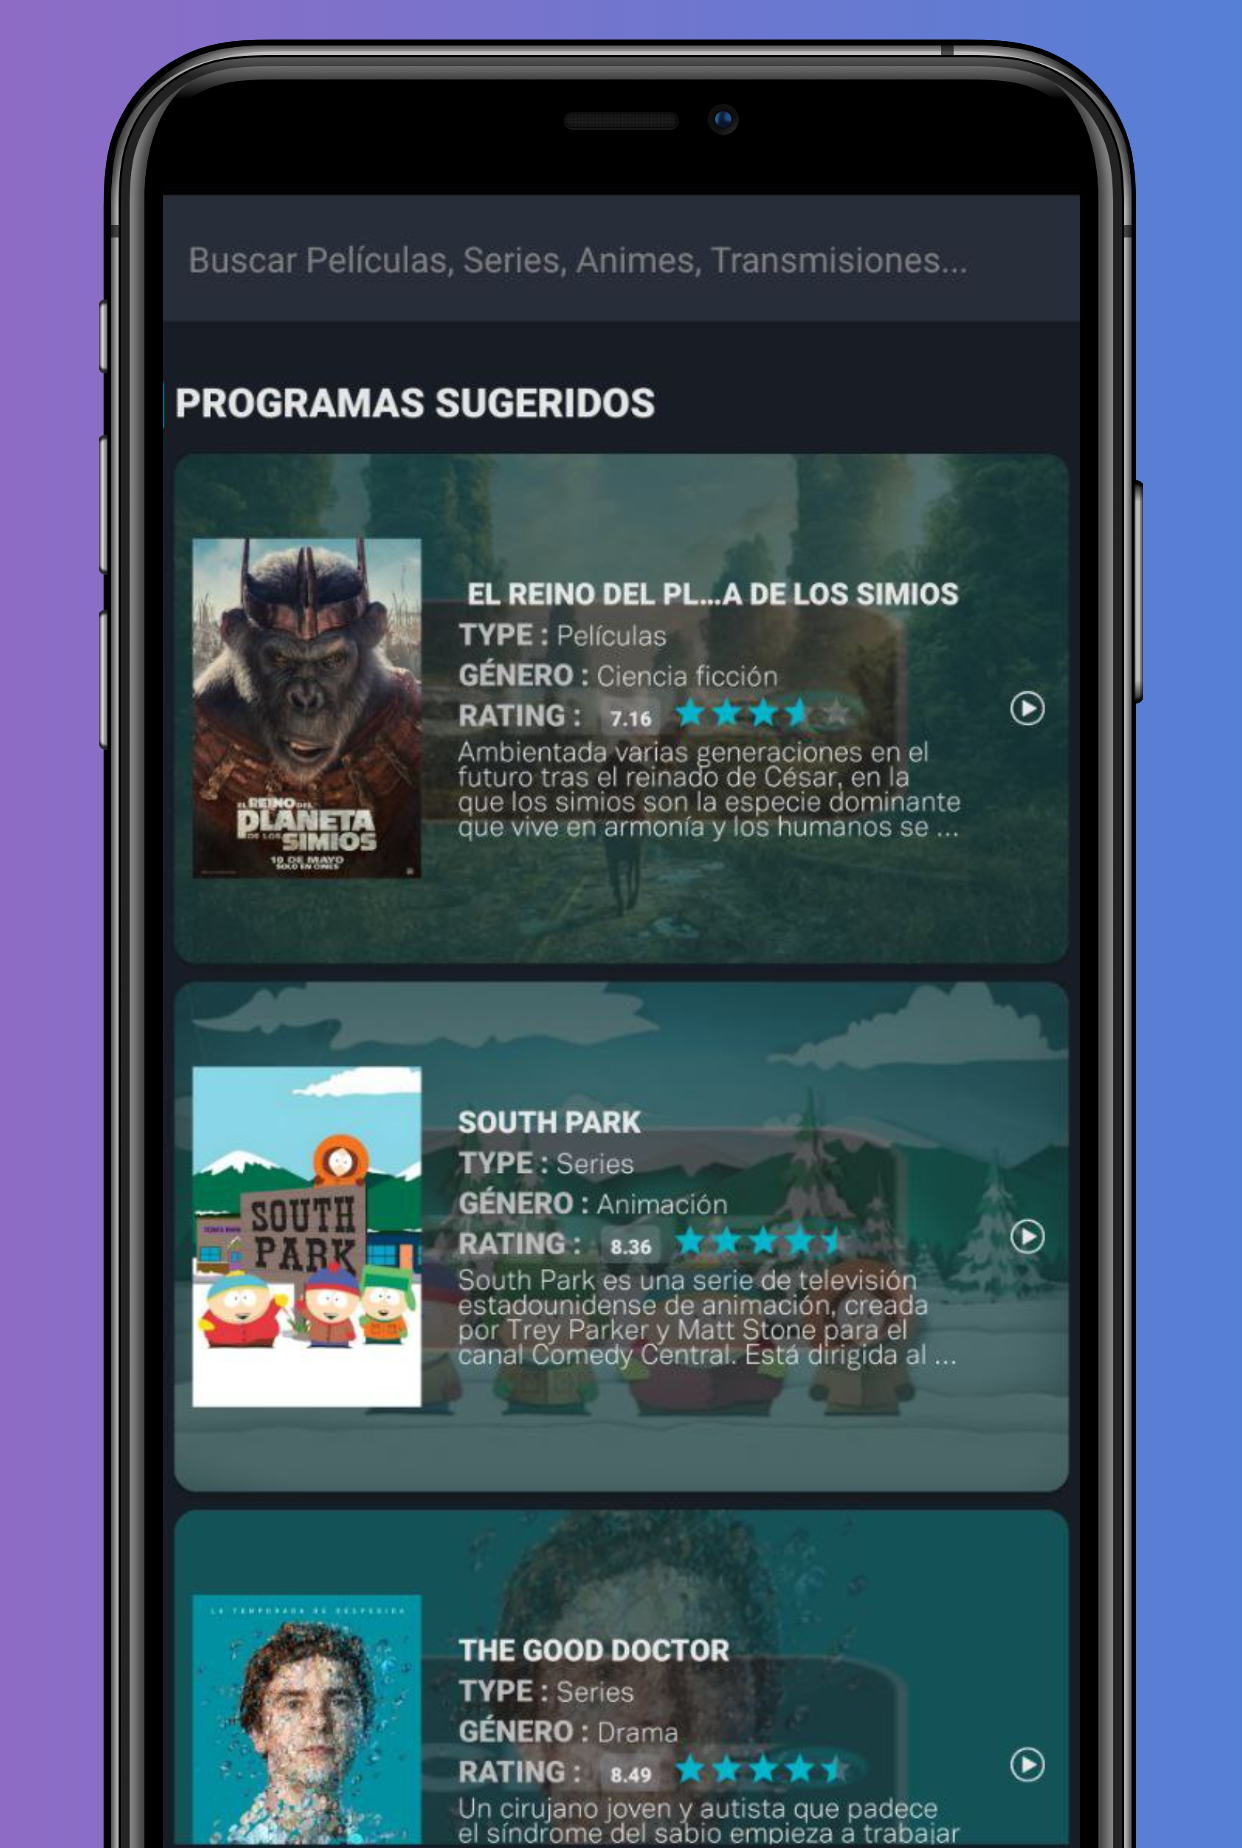 Buscar Películas, Series, Animes, Transmisiones...
PROGRAMAS SUGERIDOS
EL REINO DEL PL...A DE LOS SIMIOS
TYPE : Películas
GÉNERO : Ciencia ficción
RATING : 7.16
Ambientada varias generaciones en el
futuro tras el reinado de César, en la
que los simios son la especie dominante
que vive en armonía y los humanos se ...
EL REINO DEL
PLANETA
DE LOS SIMIOS
10 DE MAYO
SOLO EN CINES
SOUTH PARK
TYPE : Series
GÉNERO : Animación
RATING : 8.36
South Park es una serie de televisión
estadounidense de animación, creada
por Trey Parker y Matt Stone para el
canal Comedy Central. Está dirigida al ...
SOUTH
PARK
LA TEMPORADA DE DESPEDIDA
THE GOOD DOCTOR
TYPE : Series
GÉNERO : Drama
RATING : 8.49
Un cirujano joven y autista que padece
el síndrome del sabio empieza a trabajar